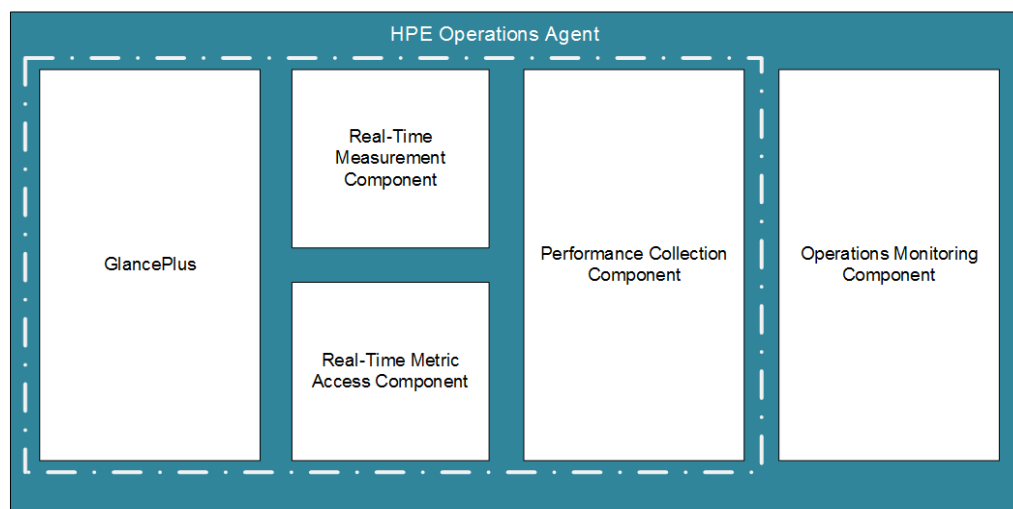 HPE Operations Agent
GlancePlus
Real-Time
Measurement
Component
Real-Time Metric
Access Component
Performance Collection
Component
Operations Monitoring
Component